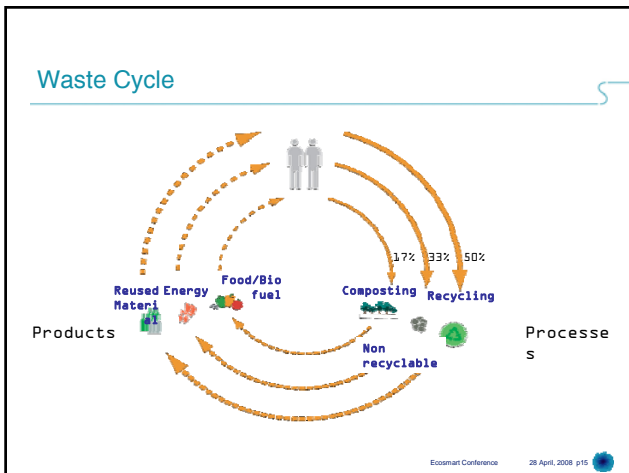 Waste Cycle
17% 33% 50%
Reused Energy
Materi
al
Food/Bio
fuel
Composting
Recycling
Products
Processe
s
Non
recyclable
Ecosmart Conference 28 April, 2008 p15